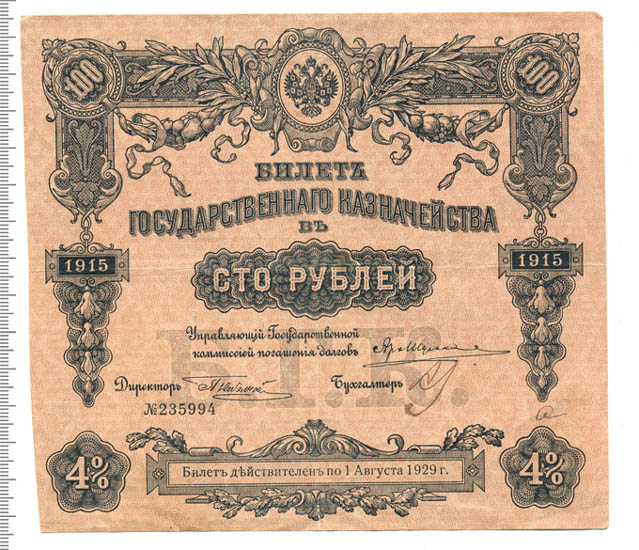 100 100
БИЛЕТЪ
ГОСУДАРСТВЕННАГО КАЗНАЧЕЙСТВА
ВЪ
1915 1915
СТО РУБЛЕЙ
Управляющій Государственной
коммиссіей погашенія долговъ
Директоръ Бухгалтеръ
№235994
Б.Г.К.
4% 4%
Билетъ дѣйствителенъ по 1 Августа 1929 г.